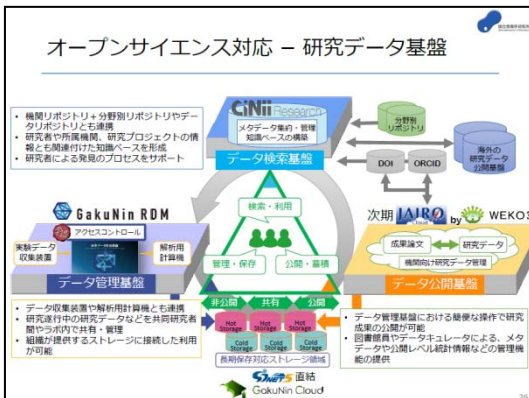 オープンサイエンス対応 – 研究データ基盤
• 機関リポジトリ+分野別リポジトリやデータリポジトリとも連携
• 研究者や所属機関、研究プロジェクトの情報とも関連付けた知識ベースを形成
• 研究者による発見のプロセスをサポート
CiNii Research
メタデータ集約・管理
知識ベースの構築
データ検索基盤
分野別
リポジトリ
海外の
研究データ
公開基盤
DOI
ORCID
GakuNin RDM
アクセスコントロール
実験データ
収集装置
解析用
計算機
データ管理基盤
検索・利用
管理・保存
公開・蓄積
次期 JAIRO Cloud by WEKO3
成果論文
研究データ
機関向け研究データ管理
データ公開基盤
非公開
共有
公開
Hot Storage
Hot Storage
Hot Storage
Cold Storage
Cold Storage
Cold Storage
長期保存対応ストレージ領域
SINET5 直結
GakuNin Cloud
• データ収集装置や解析用計算機とも連携
• 研究遂行中の研究データなどを共同研究者間やラボ内で共有・管理
• 組織が提供するストレージに接続した利用が可能
• データ管理基盤における簡便な操作で研究成果の公開が可能
• 図書館員やデータキュレータによる、メタデータや公開レベル統計情報などの管理機能の提供